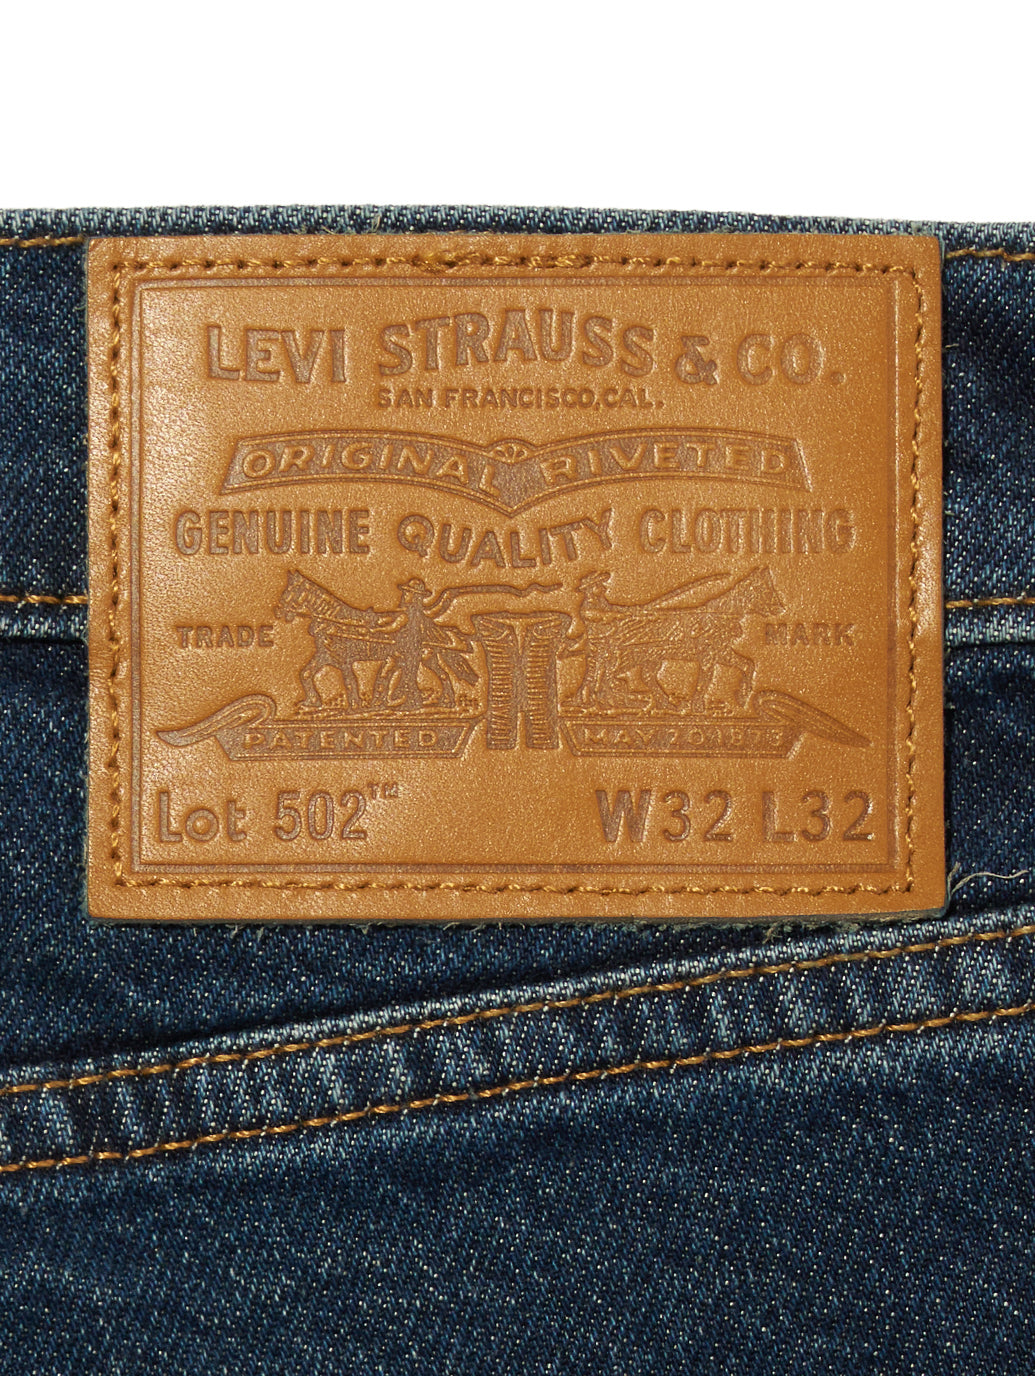 LEVI STRAUSS & CO.
SAN FRANCISCO, CAL.
ORIGINAL RIVETED
GENUINE QUALITY CLOTHING
TRADE MARK
PATENTED MAY 20 1873
Lot 502™ W32 L32